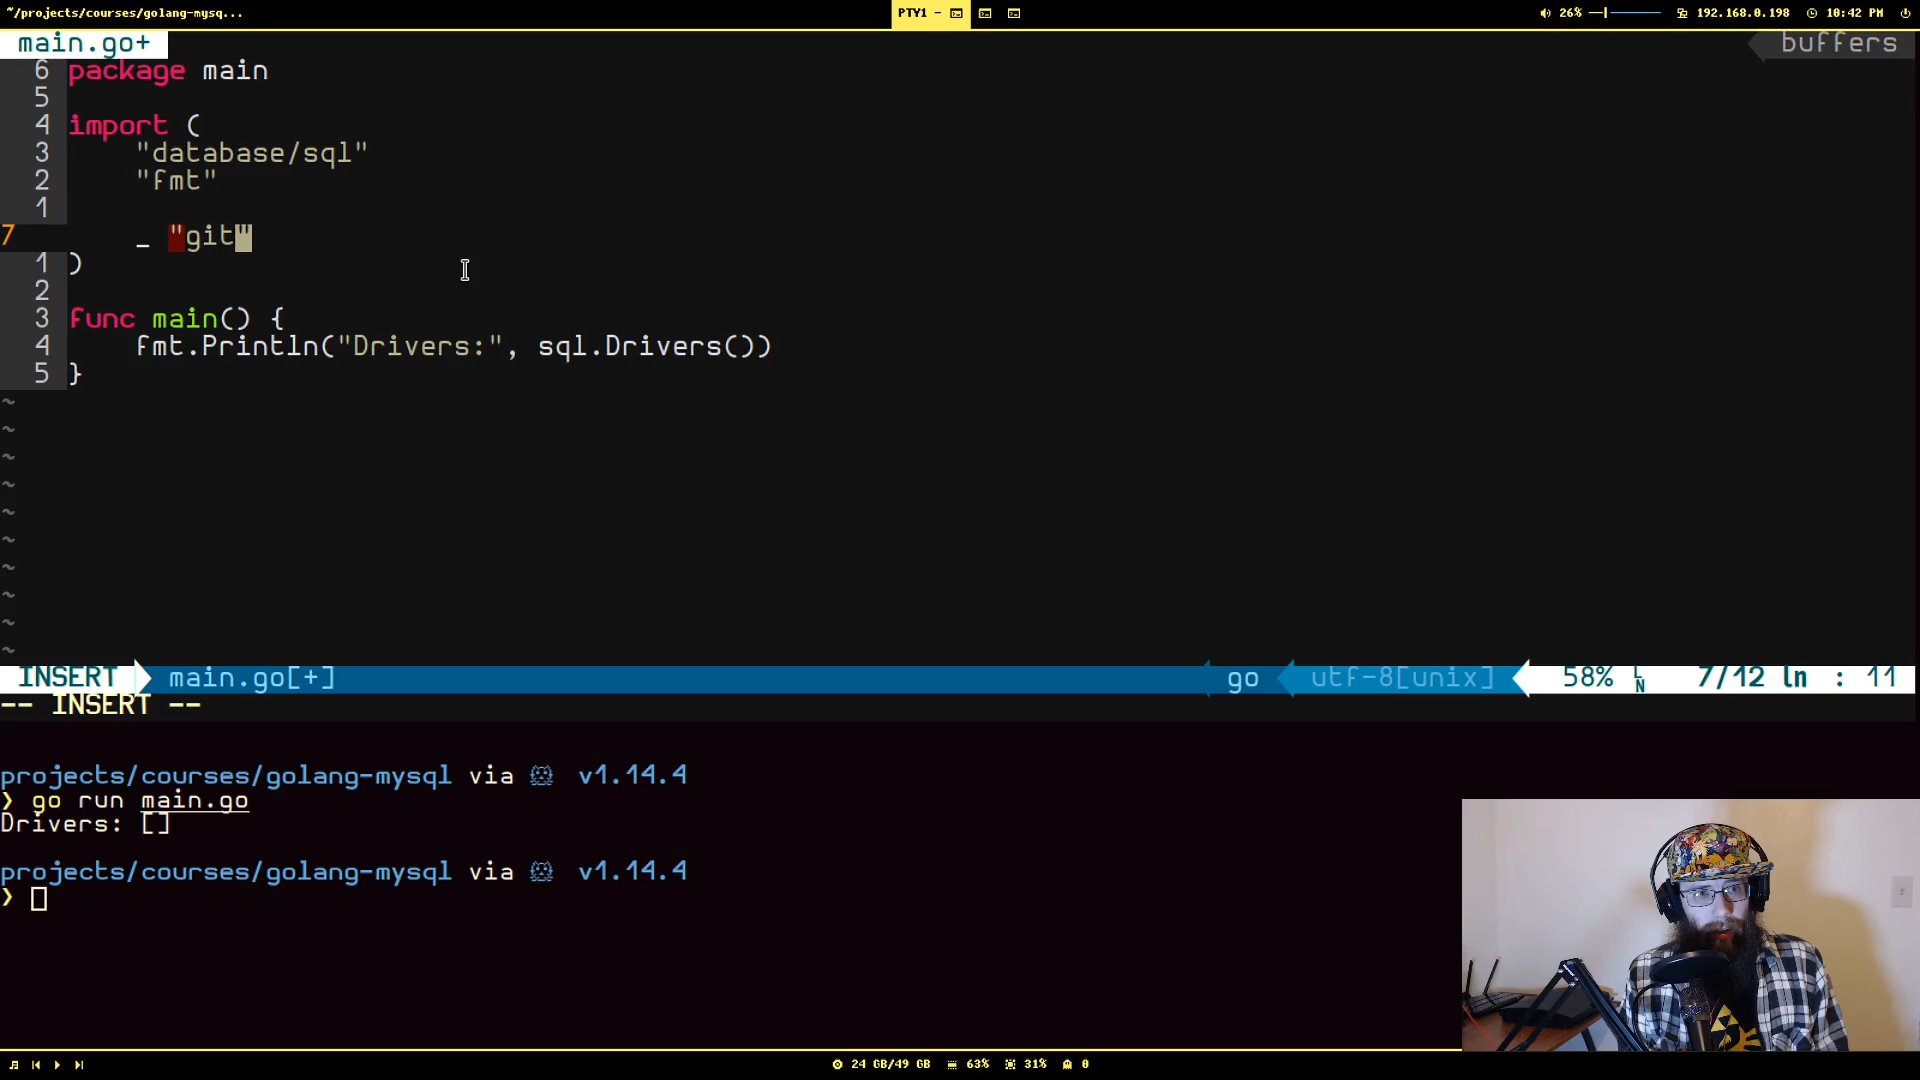 ~/projects/courses/golang-mysq...
PTY1 -
26%
192.168.0.198
10:42 PM
main.go+
buffers
6 package main
5
4 import (
3 "database/sql"
2 "fmt"
1
7 _ "git"
1 )
2
3 func main() {
4 fmt.Println("Drivers:", sql.Drivers())
5 }
~
~
~
~
~
~
~
~
~
~
INSERT main.go[+] go utf-8[unix] 58% LN 7/12 ln : 11
-- INSERT --
projects/courses/golang-mysql via v1.14.4
❯ go run main.go
Drivers: []
projects/courses/golang-mysql via v1.14.4
❯
24 GB/49 GB
63%
31%
0